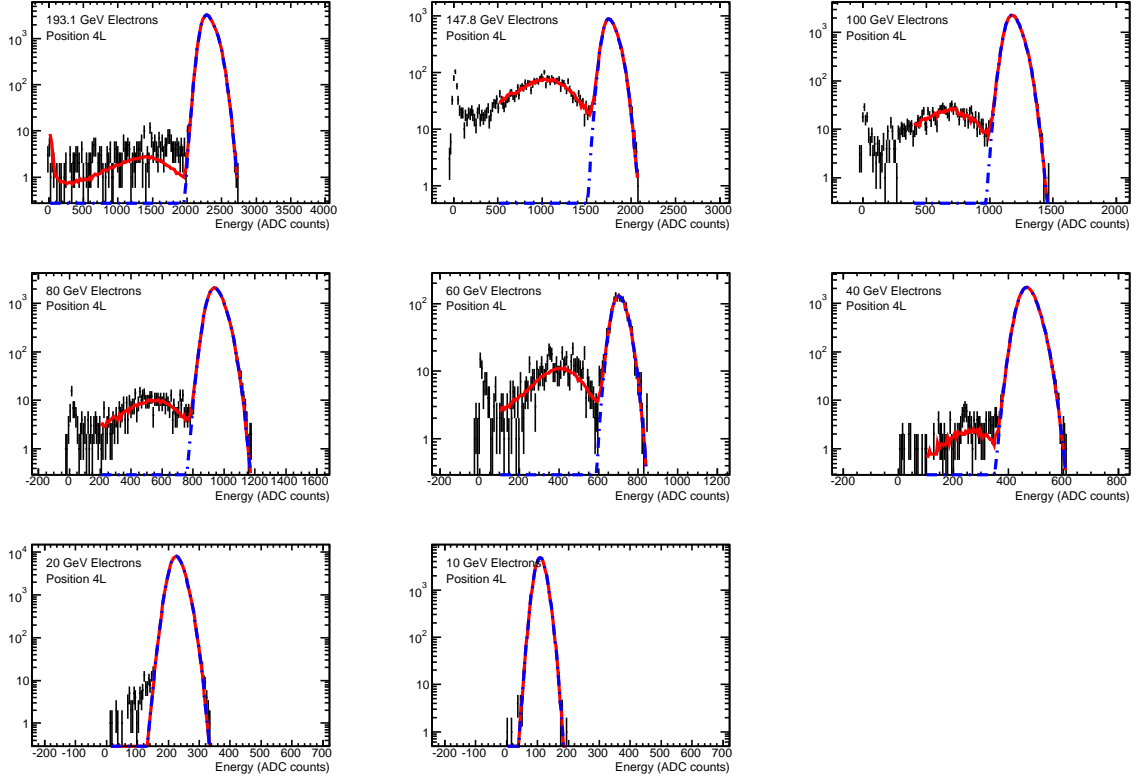 193.1 GeV Electrons
Position 4L
10³
10²
10
1
0 500 1000 1500 2000 2500 3000 3500 4000
Energy (ADC counts)
147.8 GeV Electrons
Position 4L
10³
10²
10
1
0 500 1000 1500 2000 2500 3000
Energy (ADC counts)
100 GeV Electrons
Position 4L
10³
10²
10
1
0 500 1000 1500 2000
Energy (ADC counts)
80 GeV Electrons
Position 4L
10³
10²
10
1
-200 0 200 400 600 800 1000 1200 1400 1600
Energy (ADC counts)
60 GeV Electrons
Position 4L
10²
10
1
-200 0 200 400 600 800 1000 1200
Energy (ADC counts)
40 GeV Electrons
Position 4L
10³
10²
10
1
-200 0 200 400 600 800
Energy (ADC counts)
20 GeV Electrons
Position 4L
10⁴
10³
10²
10
1
-200 -100 0 100 200 300 400 500 600 700
Energy (ADC counts)
10 GeV Electrons
Position 4L
10³
10²
10
1
-200 -100 0 100 200 300 400 500 600 700
Energy (ADC counts)